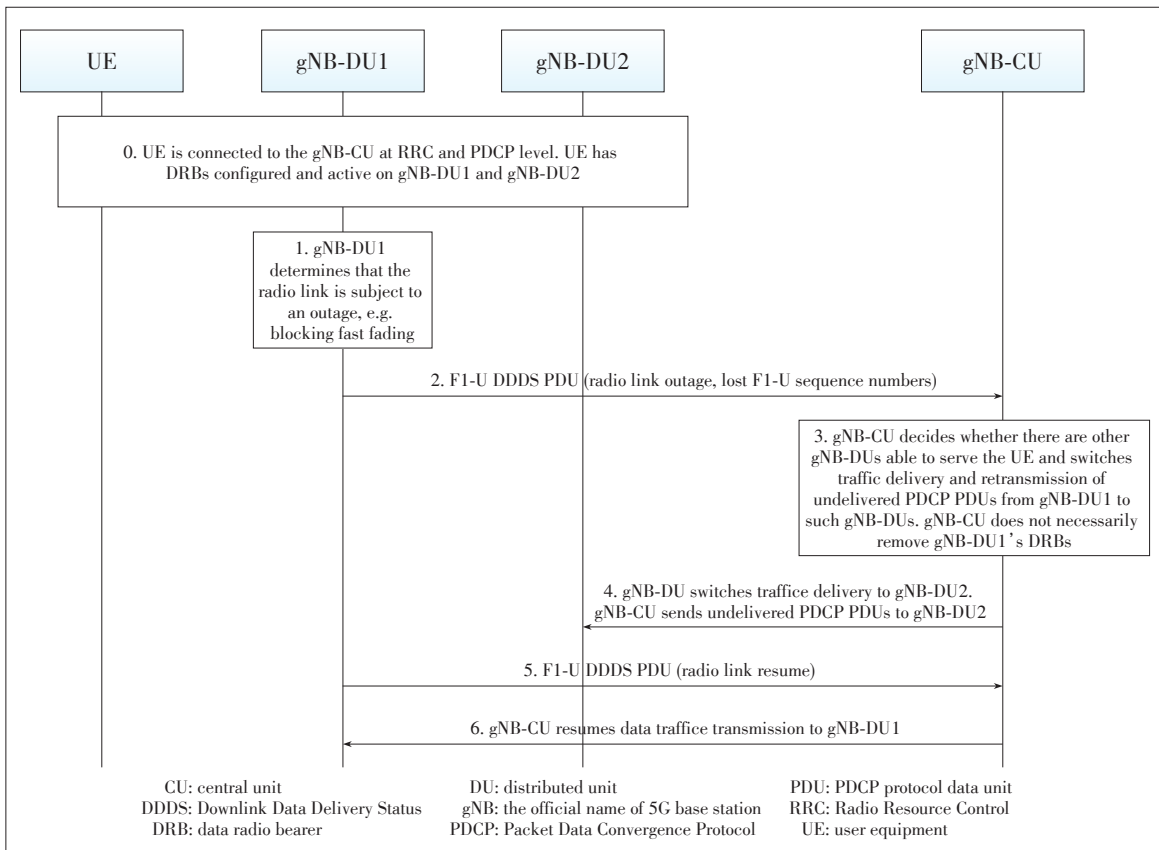 UE
gNB-DU1
gNB-DU2
gNB-CU
0. UE is connected to the gNB-CU at RRC and PDCP level. UE has
DRBs configured and active on gNB-DU1 and gNB-DU2
1. gNB-DU1
determines that the
radio link is subject to
an outage, e.g.
blocking fast fading
2. F1-U DDDS PDU (radio link outage, lost F1-U sequence numbers)
3. gNB-CU decides whether there are other
gNB-DUs able to serve the UE and switches
traffic delivery and retransmission of
undelivered PDCP PDUs from gNB-DU1 to
such gNB-DUs. gNB-CU does not necessarily
remove gNB-DU1’s DRBs
4. gNB-DU switches traffice delivery to gNB-DU2.
gNB-CU sends undelivered PDCP PDUs to gNB-DU2
5. F1-U DDDS PDU (radio link resume)
6. gNB-CU resumes data traffice transmission to gNB-DU1
CU: central unit
DDDS: Downlink Data Delivery Status
DRB: data radio bearer
DU: distributed unit
gNB: the official name of 5G base station
PDCP: Packet Data Convergence Protocol
PDU: PDCP protocol data unit
RRC: Radio Resource Control
UE: user equipment